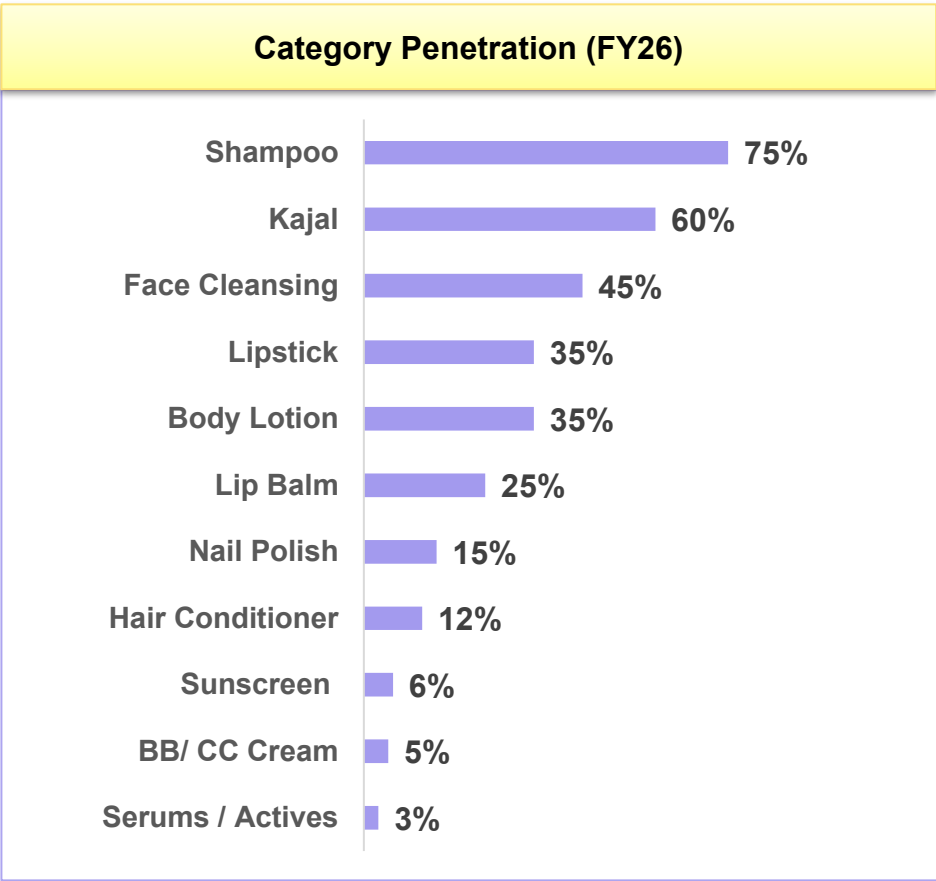 Category Penetration (FY26)
Shampoo 75%
Kajal 60%
Face Cleansing 45%
Lipstick 35%
Body Lotion 35%
Lip Balm 25%
Nail Polish 15%
Hair Conditioner 12%
Sunscreen 6%
BB/ CC Cream 5%
Serums / Actives 3%